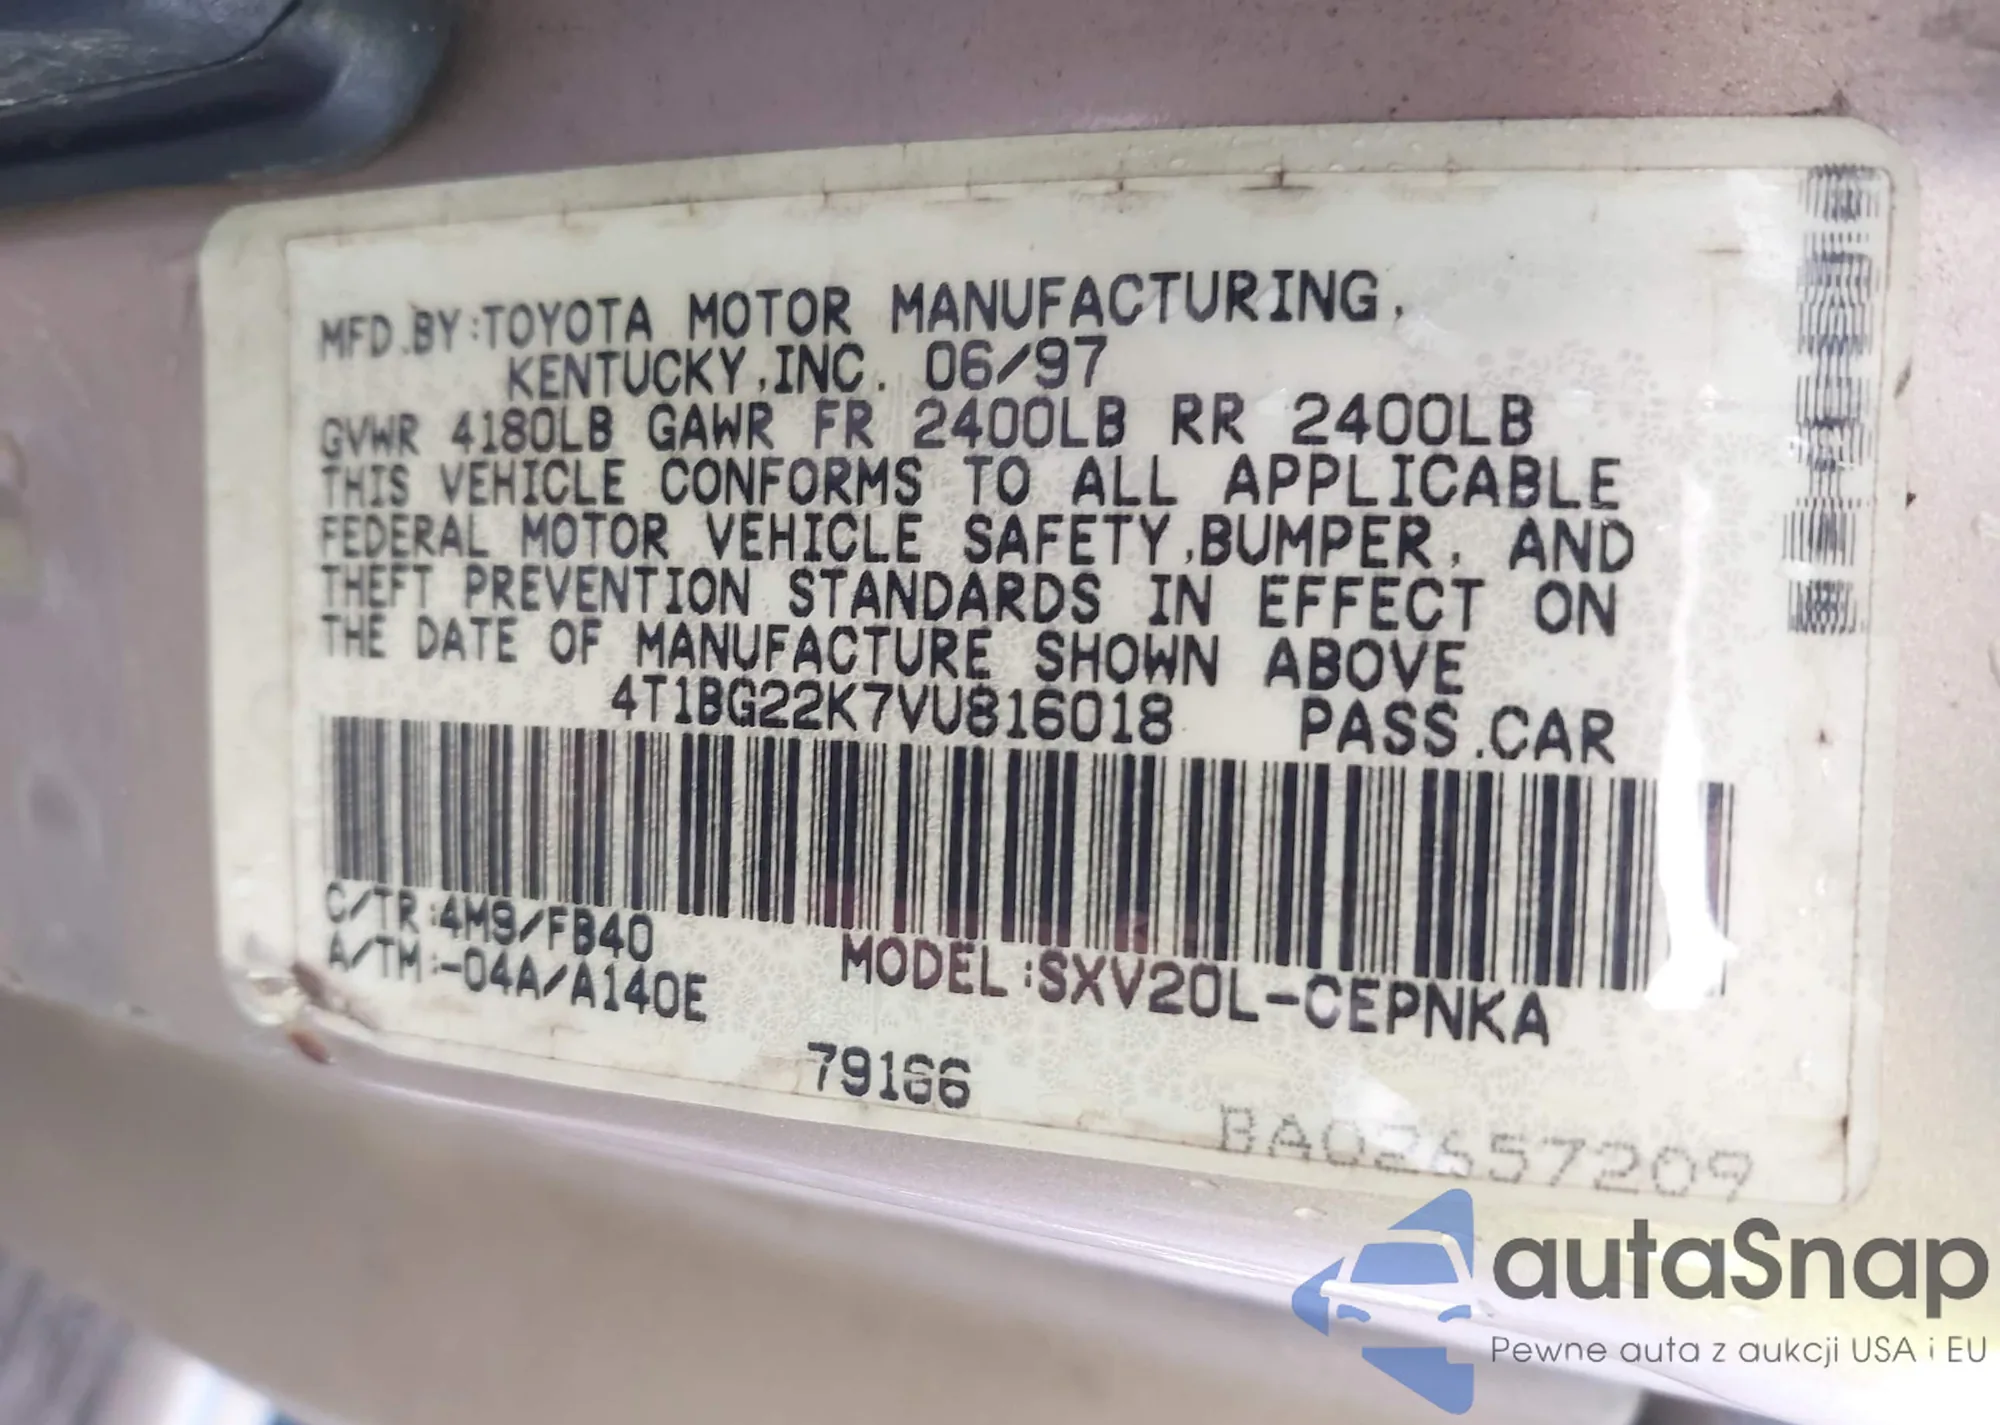 MFD.BY:TOYOTA MOTOR MANUFACTURING,
KENTUCKY,INC. 06/97
GVWR 4180LB GAWR FR 2400LB RR 2400LB
THIS VEHICLE CONFORMS TO ALL APPLICABLE
FEDERAL MOTOR VEHICLE SAFETY,BUMPER, AND
THEFT PREVENTION STANDARDS IN EFFECT ON
THE DATE OF MANUFACTURE SHOWN ABOVE
4T1BG22K7VU816018 PASS.CAR
C/TR:4M9/FB40
A/TM:-04A/A140E
MODEL:SXV20L-CEPNKA
79166
BA02657209
autaSnap
Pewne auta z aukcji USA i EU